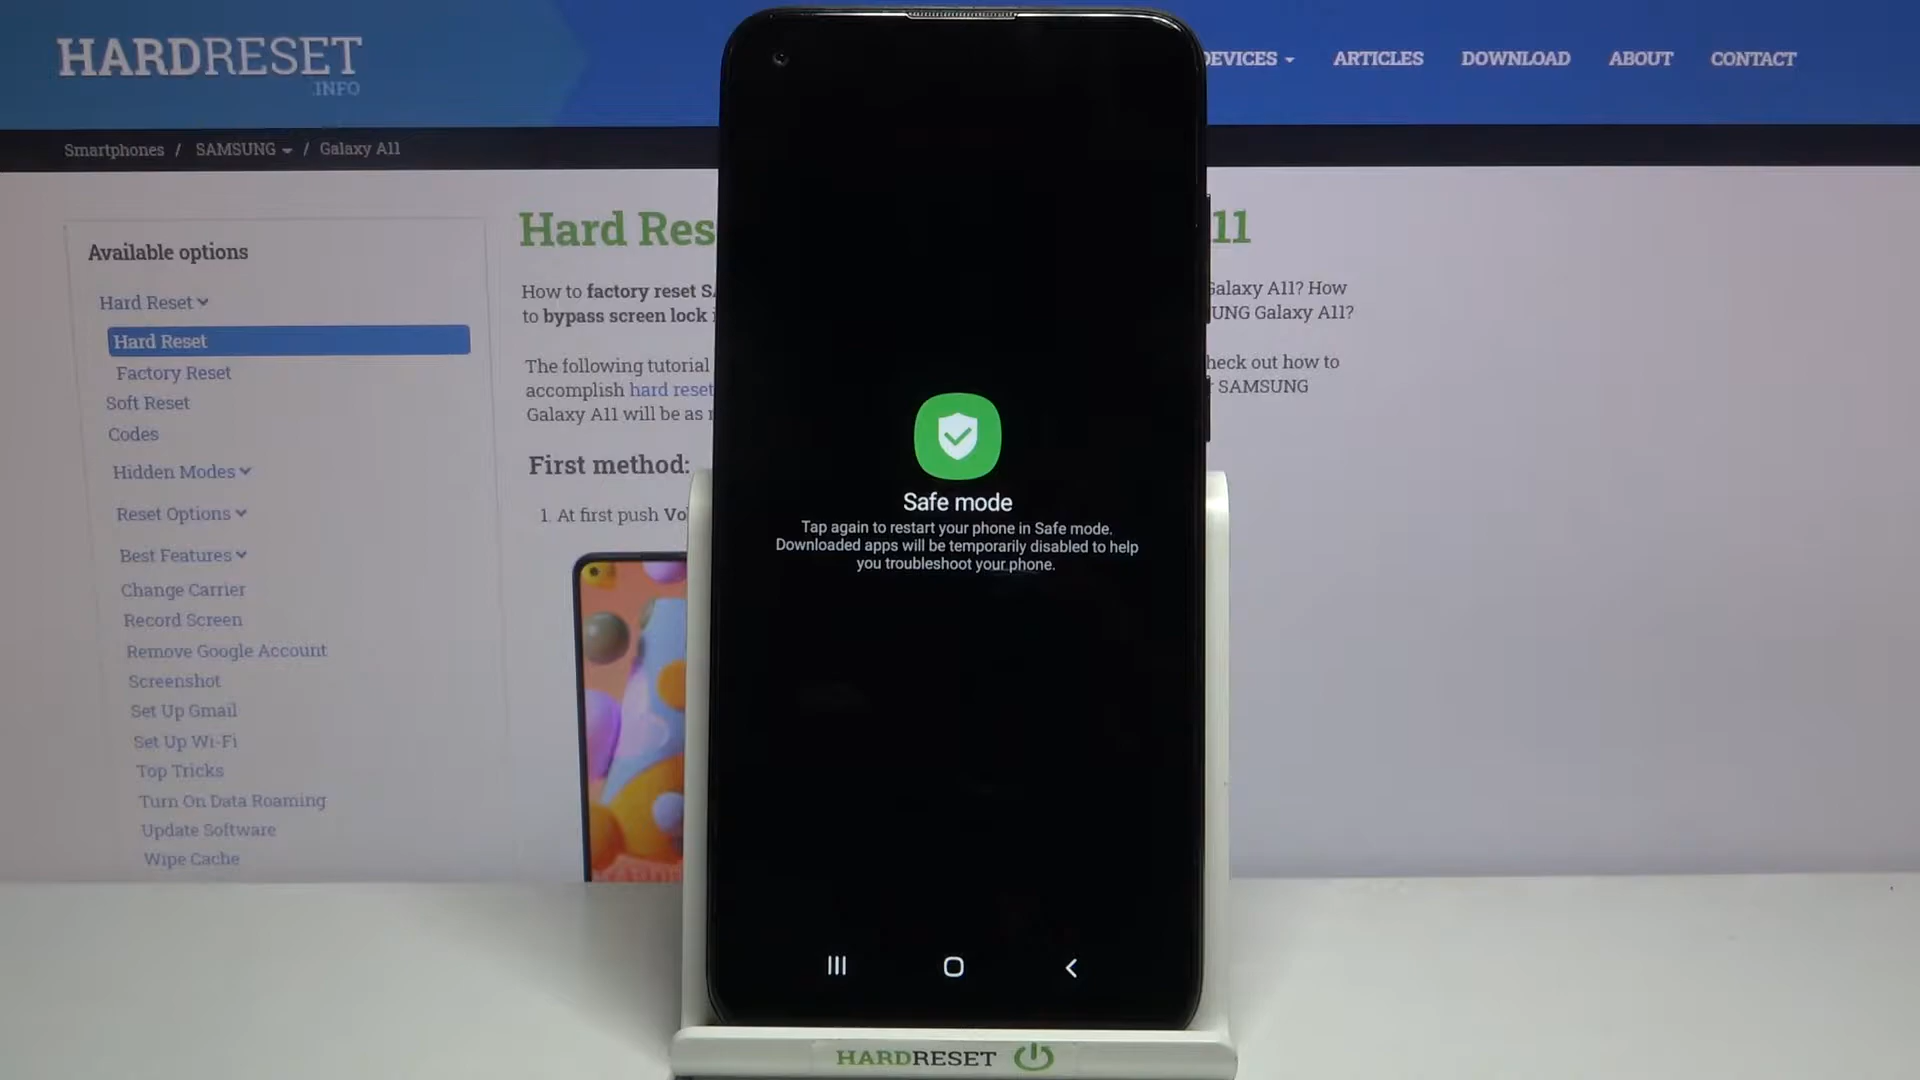 HARDRESET
.INFO
DEVICES
ARTICLES
DOWNLOAD
ABOUT
CONTACT
Smartphones / SAMSUNG / Galaxy A11
Available options
Hard Reset
Hard Reset
Factory Reset
Soft Reset
Codes
Hidden Modes
Reset Options
Best Features
Change Carrier
Record Screen
Remove Google Account
Screenshot
Set Up Gmail
Set Up Wi-Fi
Top Tricks
Turn On Data Roaming
Update Software
Wipe Cache
Hard Res
11
How to factory reset SA
Galaxy A11? How
to bypass screen lock
UNG Galaxy A11?
The following tutorial
heck out how to
accomplish hard reset
SAMSUNG
Galaxy A11 will be as
First method:
1. At first push Vo
Safe mode
Tap again to restart your phone in Safe mode.
Downloaded apps will be temporarily disabled to help
you troubleshoot your phone.
HARDRESET